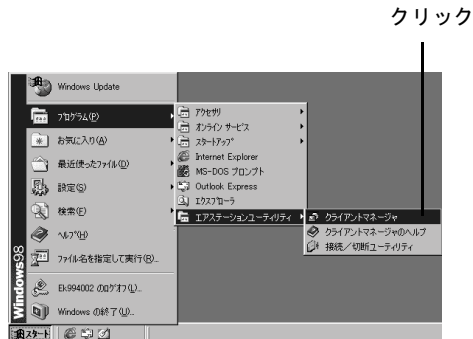 クリック
Windows Update
プログラム(P)
お気に入り(A)
最近使ったファイル(D)
設定(S)
検索(F)
ヘルプ(H)
ファイル名を指定して実行(R)...
Ek994002 のログオフ(L)...
Windows の終了(U)...
Windows98
スタート
アクセサリ
オンライン サービス
スタートアップ
Internet Explorer
MS-DOS プロンプト
Outlook Express
エクスプローラ
エアステーションユーティリティ
クライアントマネージャ
クライアントマネージャのヘルプ
接続／切断ユーティリティ